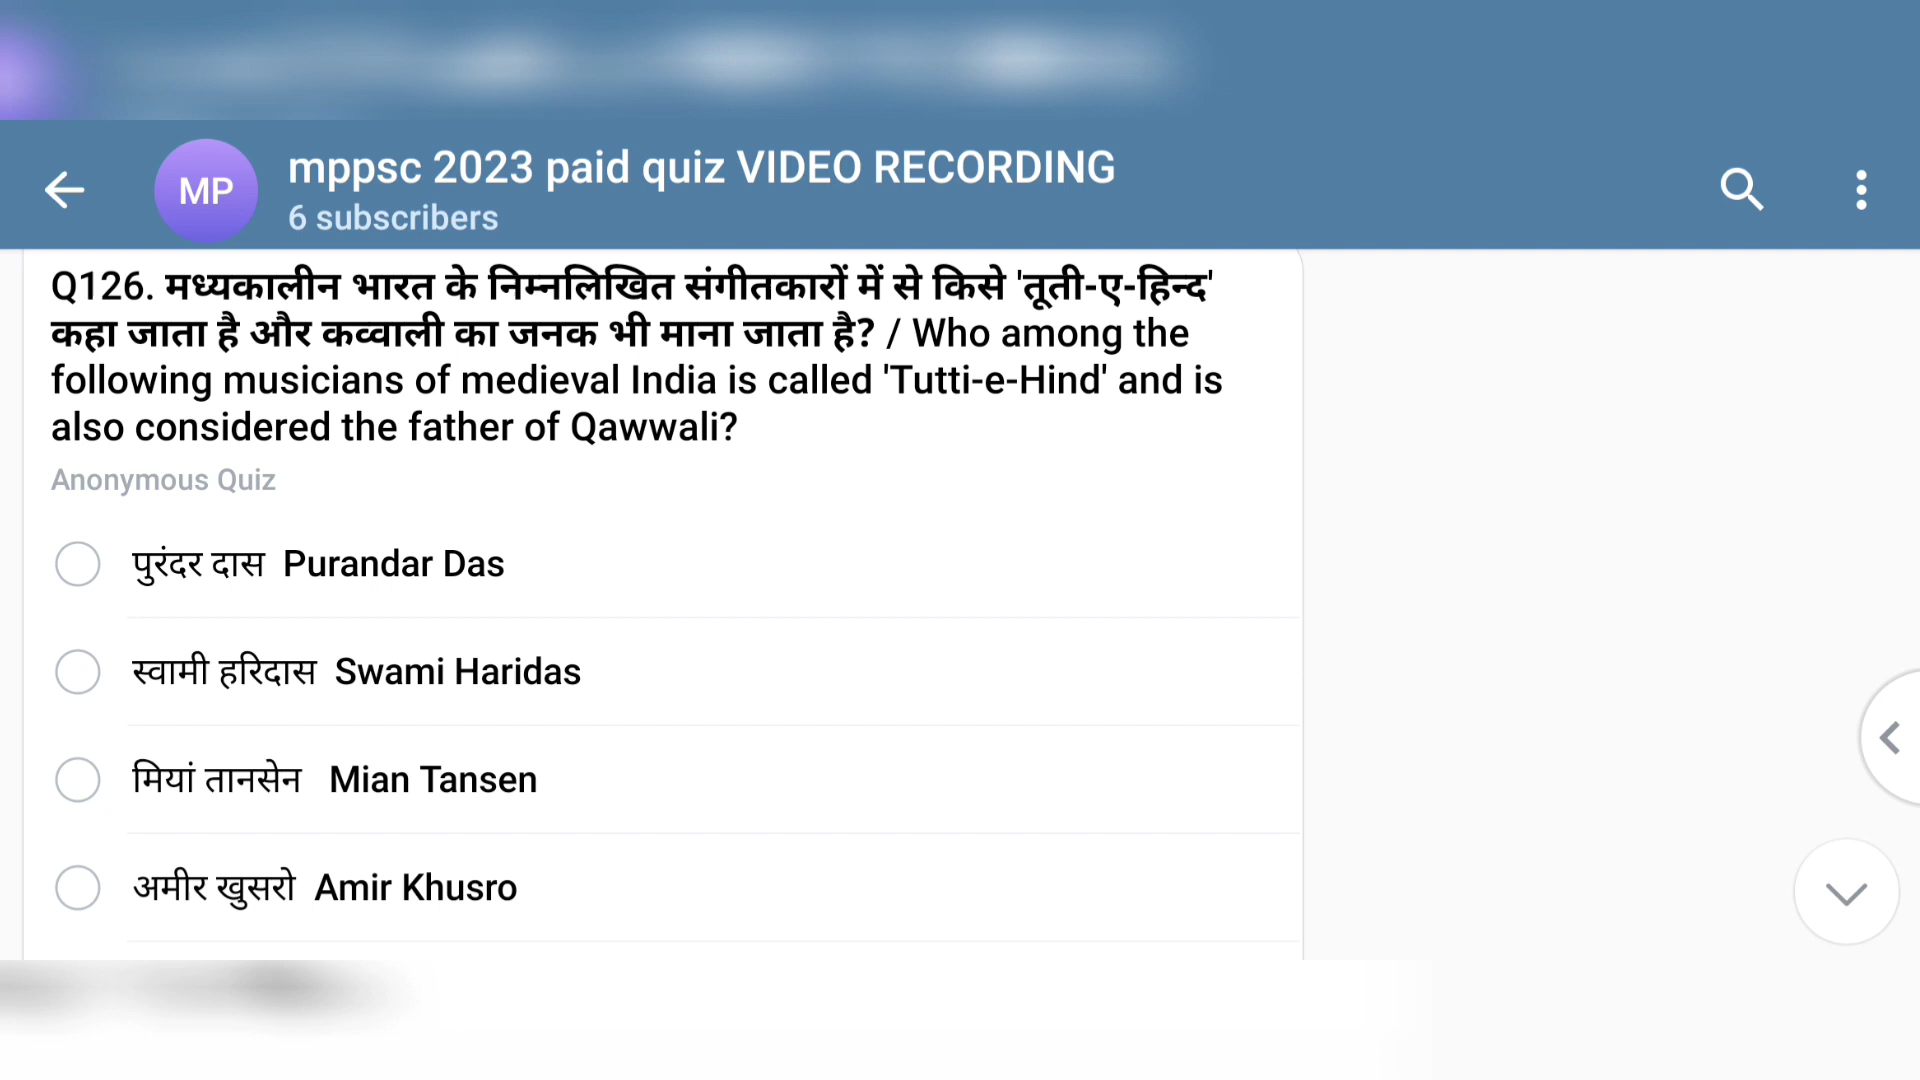 mppsc 2023 paid quiz VIDEO RECORDING
MP
6 subscribers
Q126. मध्यकालीन भारत के निम्नलिखित संगीतकारों में से किसे 'तूती-ए-हिन्द'
कहा जाता है और कव्वाली का जनक भी माना जाता है? / Who among the
following musicians of medieval India is called 'Tutti-e-Hind' and is
also considered the father of Qawwali?
Anonymous Quiz
पुरंदर दास Purandar Das
स्वामी हरिदास Swami Haridas
मियां तानसेन Mian Tansen
अमीर खुसरो Amir Khusro